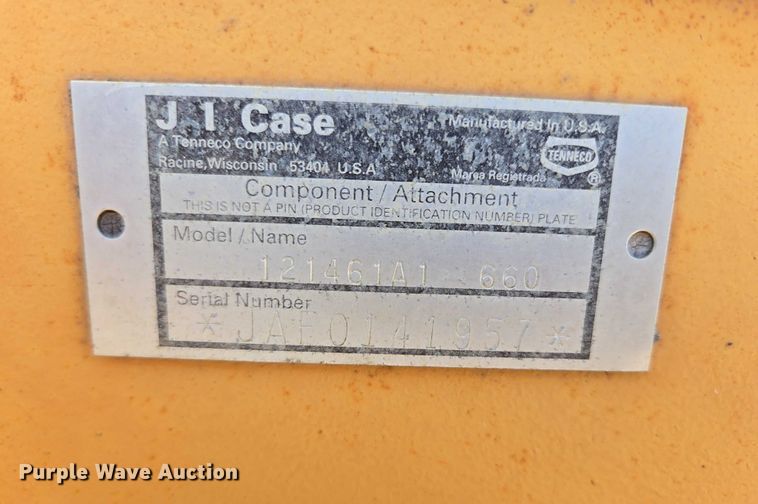 J I Case
A Tenneco Company
Racine, Wisconsin 53404 U.S.A.
Manufactured In U.S.A.
TENNECO
Marca Registrada ®
Component / Attachment
THIS IS NOT A PIN (PRODUCT IDENTIFICATION NUMBER) PLATE
Model / Name
121461A1 660
Serial Number
*JAF0141957*
Purple Wave Auction